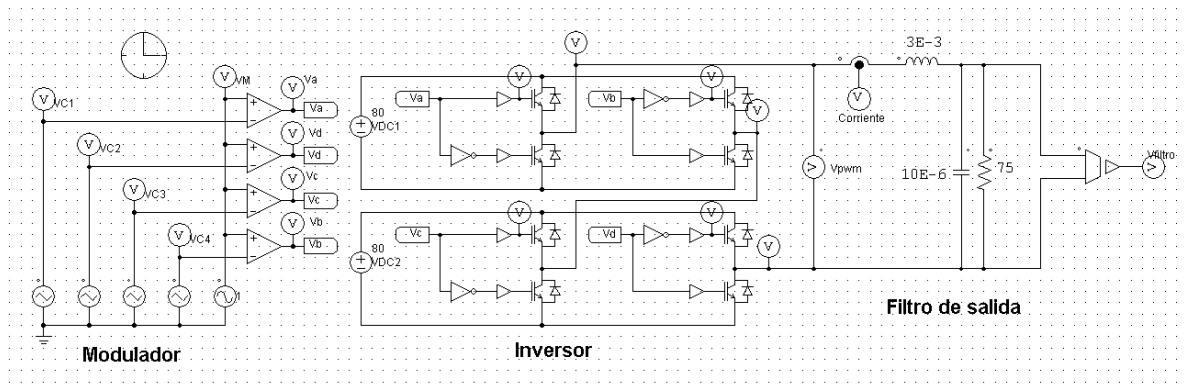 V
3E-3
V
VM
V
Va
V
VC1
Va
V
V
Va
Vb
V
Corriente
80
VDC1
V
VC2
V
Vd
Vd
V
VC3
V
Vc
Vc
V
Vpwm
10E-6
75
Vfiltro
V
VC4
V
Vb
Vb
V
V
Vc
Vd
80
VDC2
V
1
Modulador
Inversor
Filtro de salida